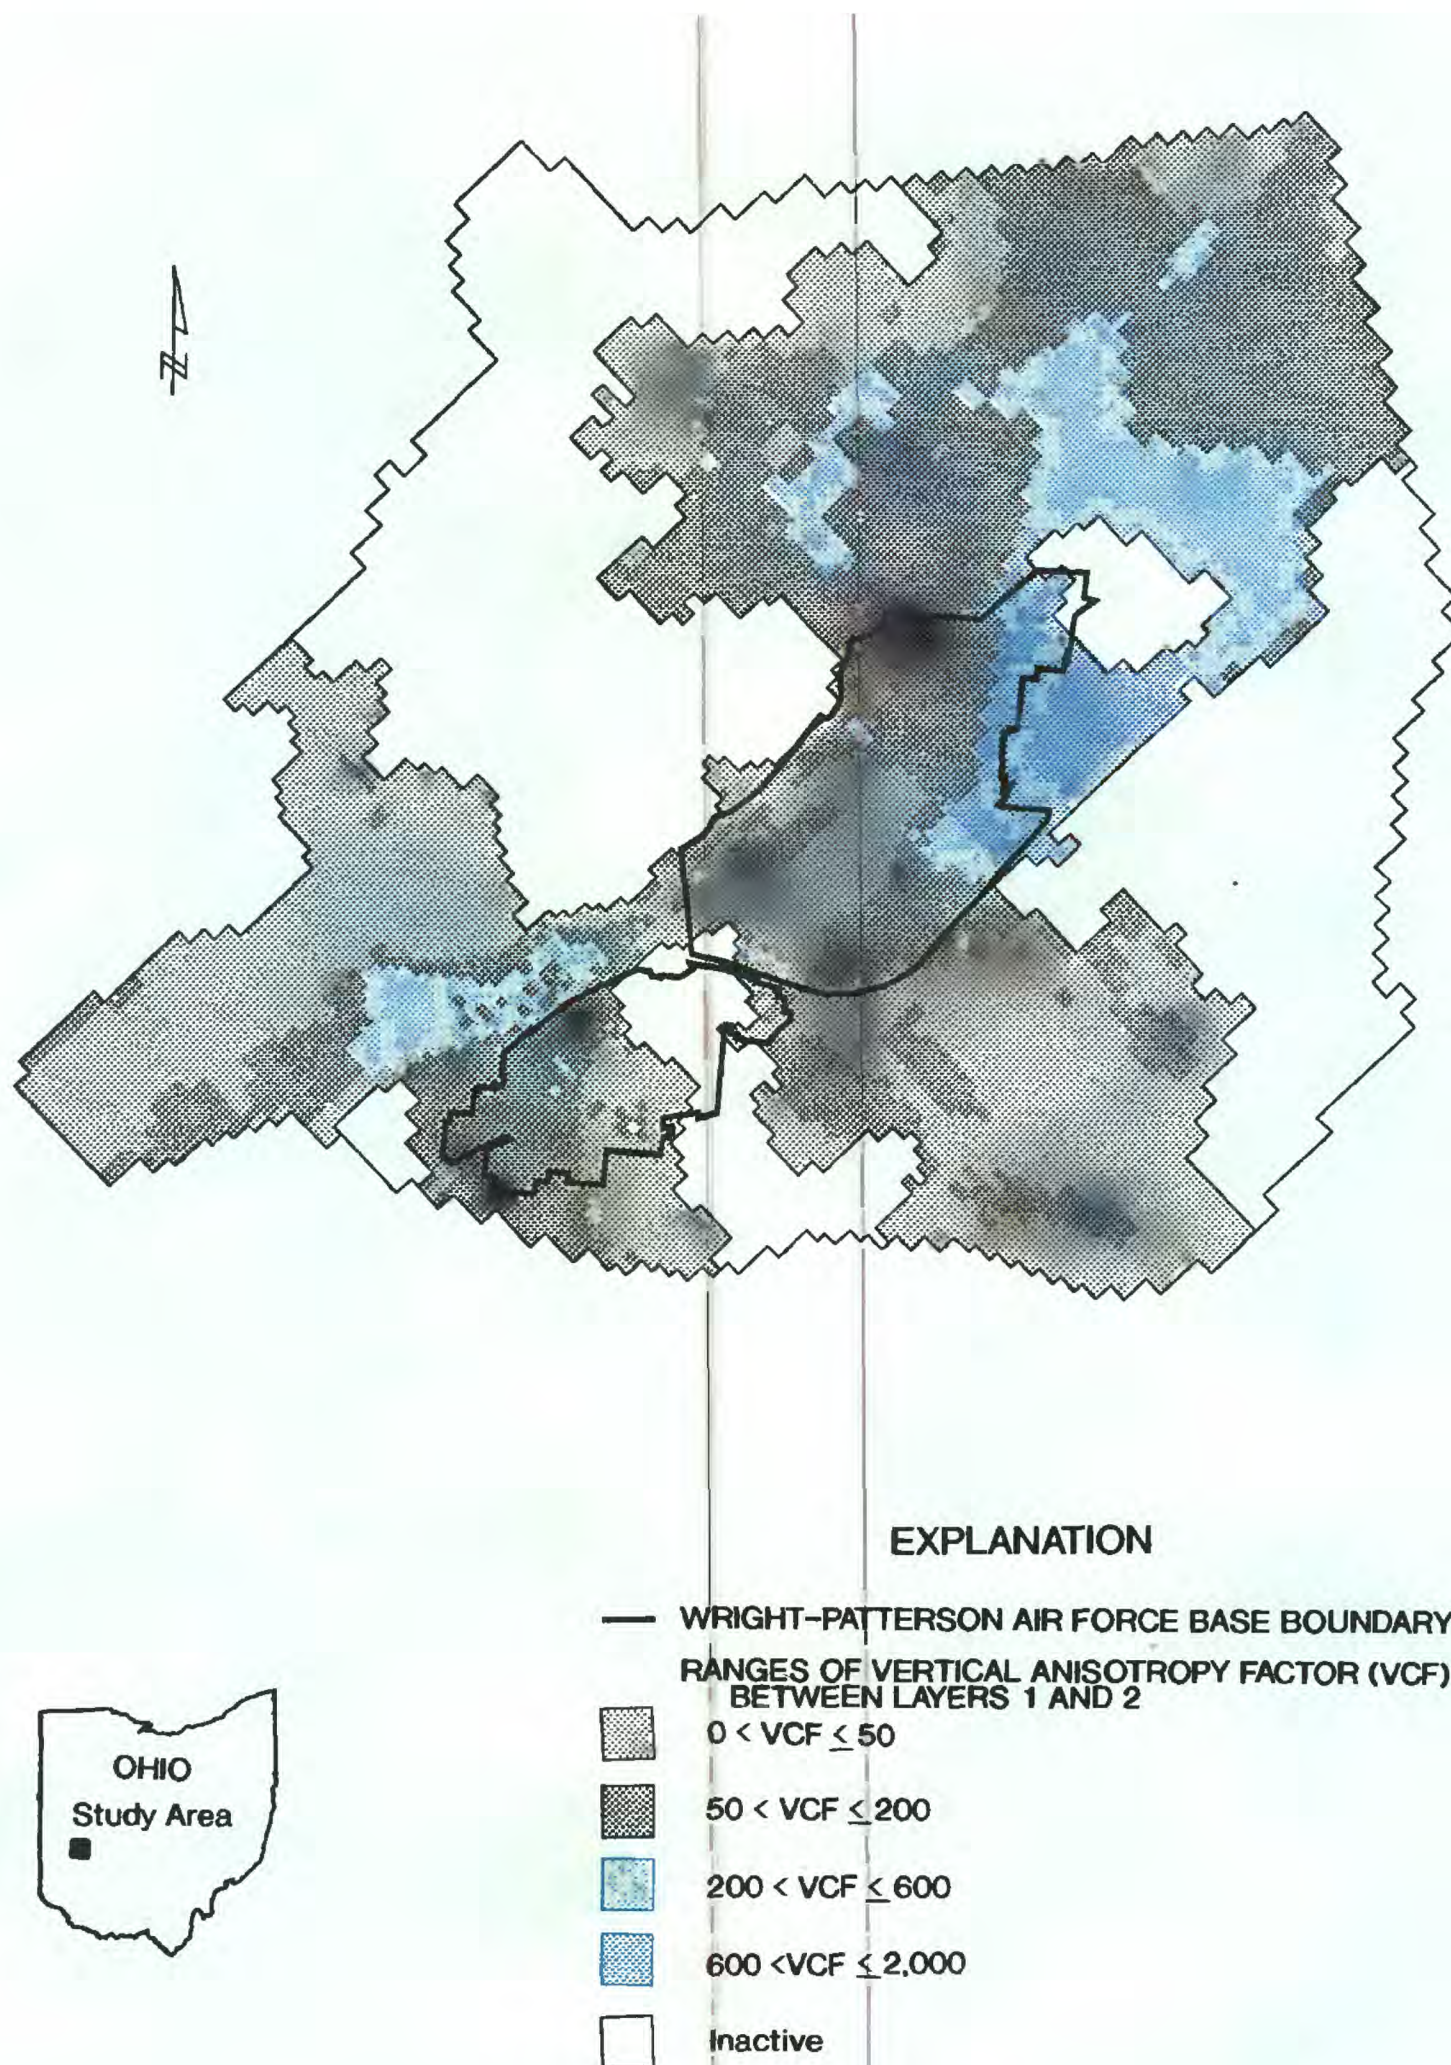 N
EXPLANATION
WRIGHT-PATTERSON AIR FORCE BASE BOUNDARY
RANGES OF VERTICAL ANISOTROPY FACTOR (VCF)
BETWEEN LAYERS 1 AND 2
0 < VCF ≤ 50
50 < VCF ≤ 200
200 < VCF ≤ 600
600 <VCF ≤ 2,000
Inactive
OHIO
Study Area